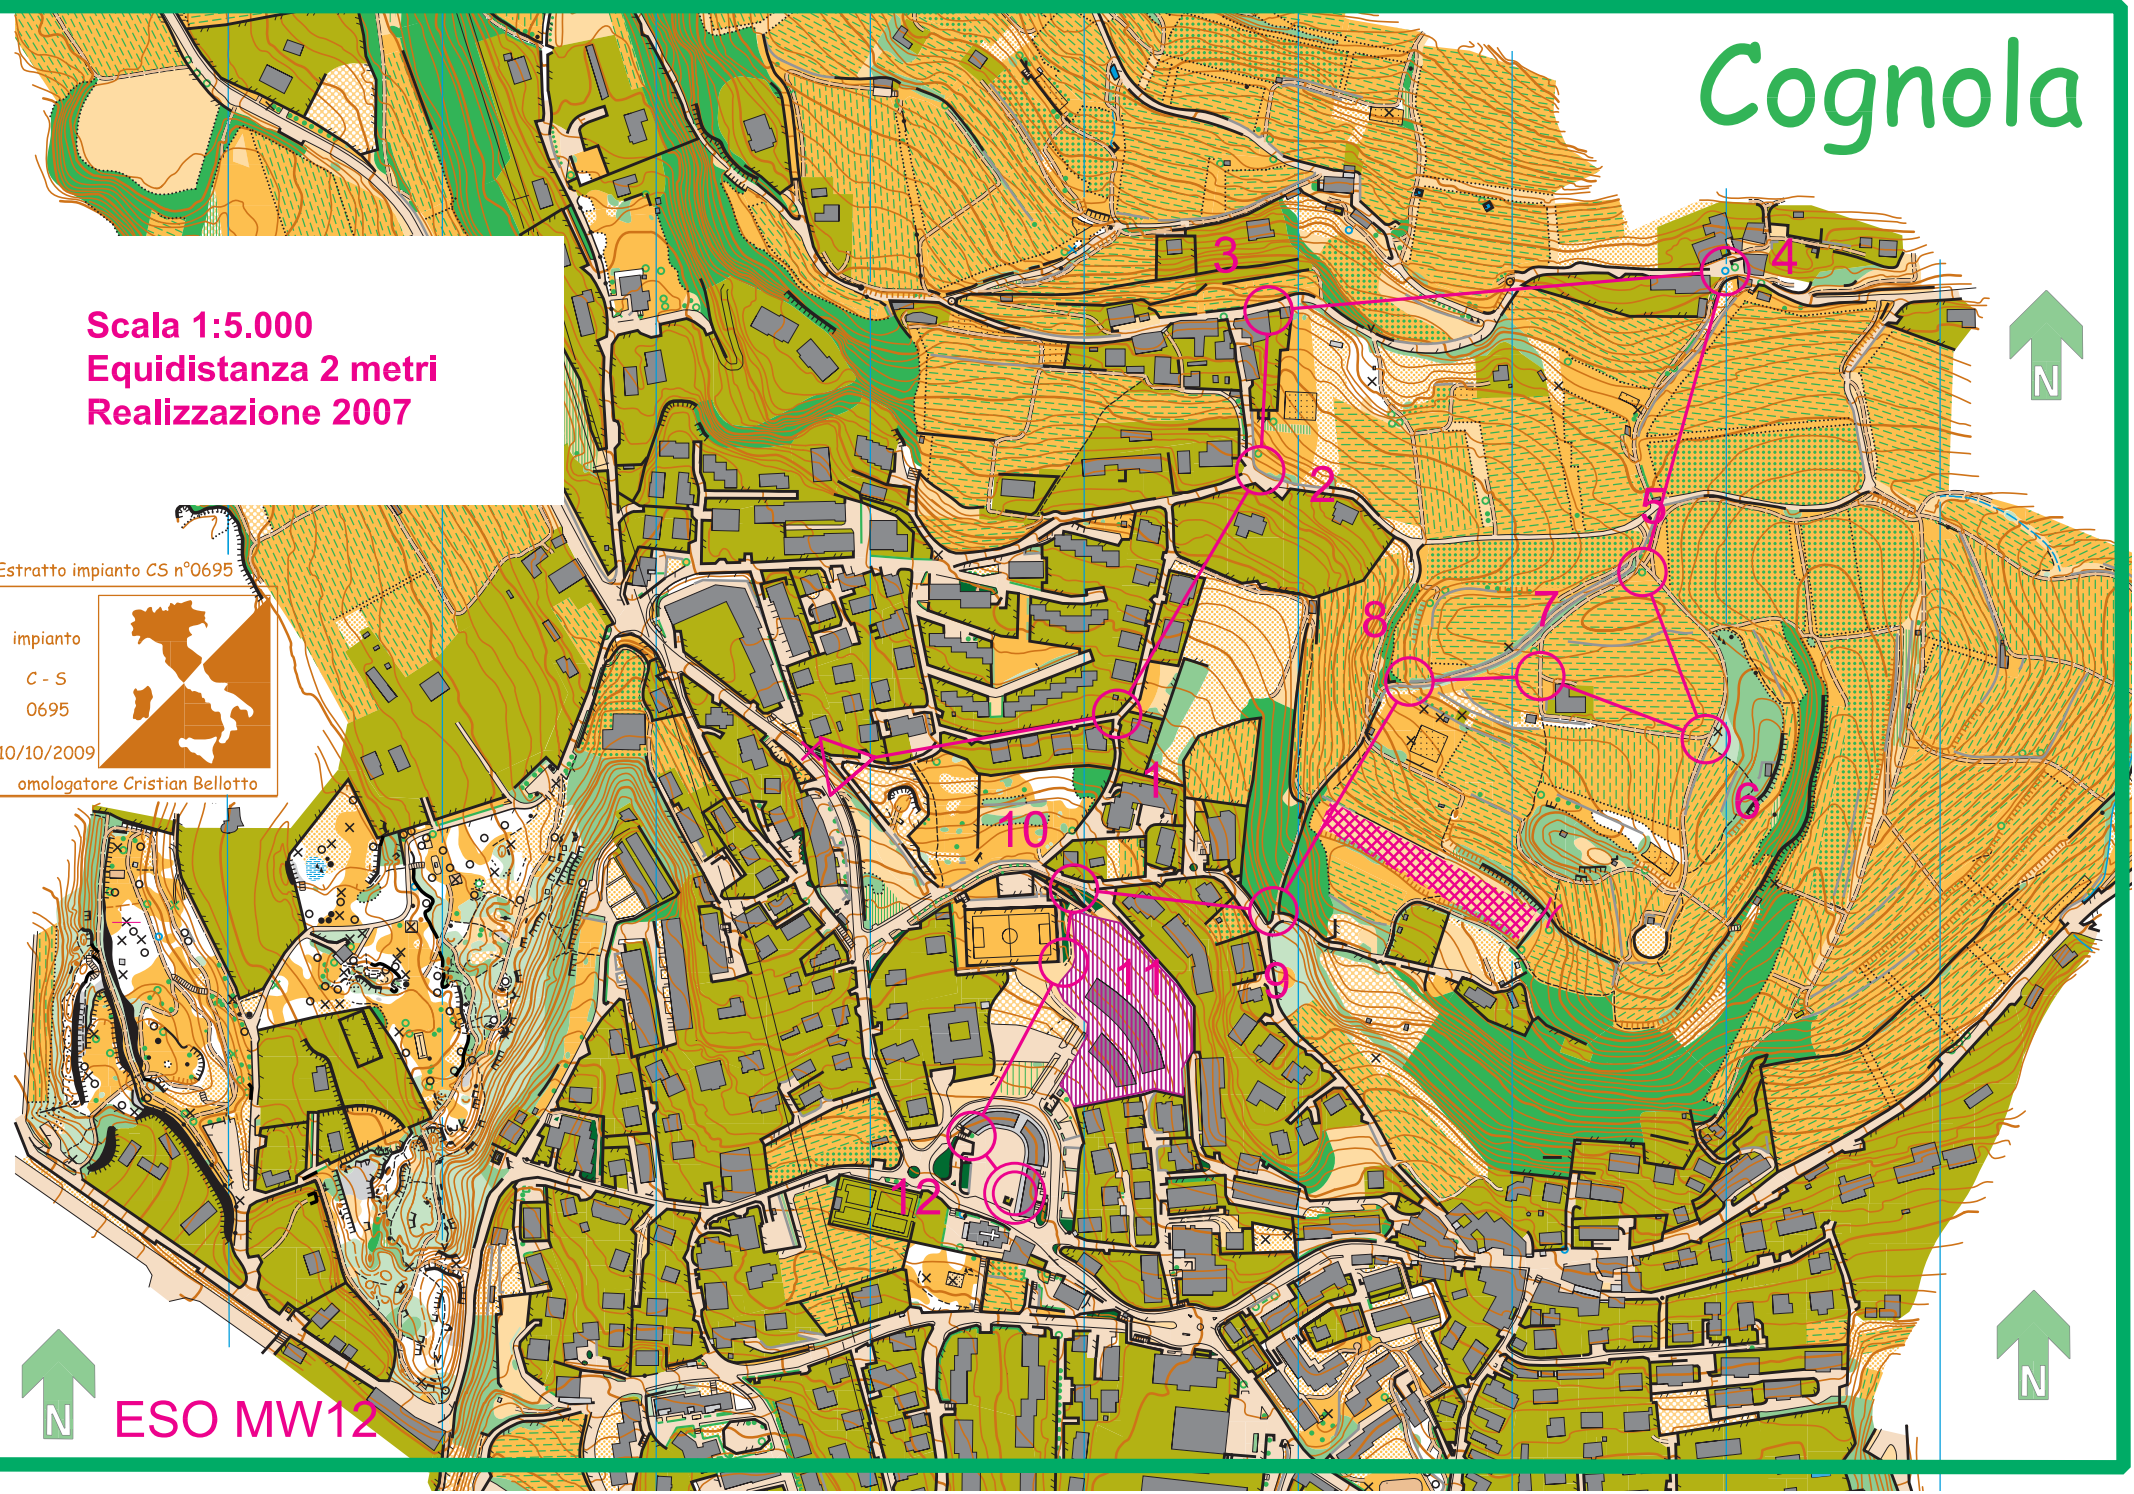 Cognola
Scala 1:5.000
Equidistanza 2 metri
Realizzazione 2007
3
4
N
2
5
Estratto impianto CS n°0695
impianto
C - S
0695
10/10/2009
omologatore Cristian Bellotto
8
7
1
6
10
11
9
12
N
N
ESO MW12